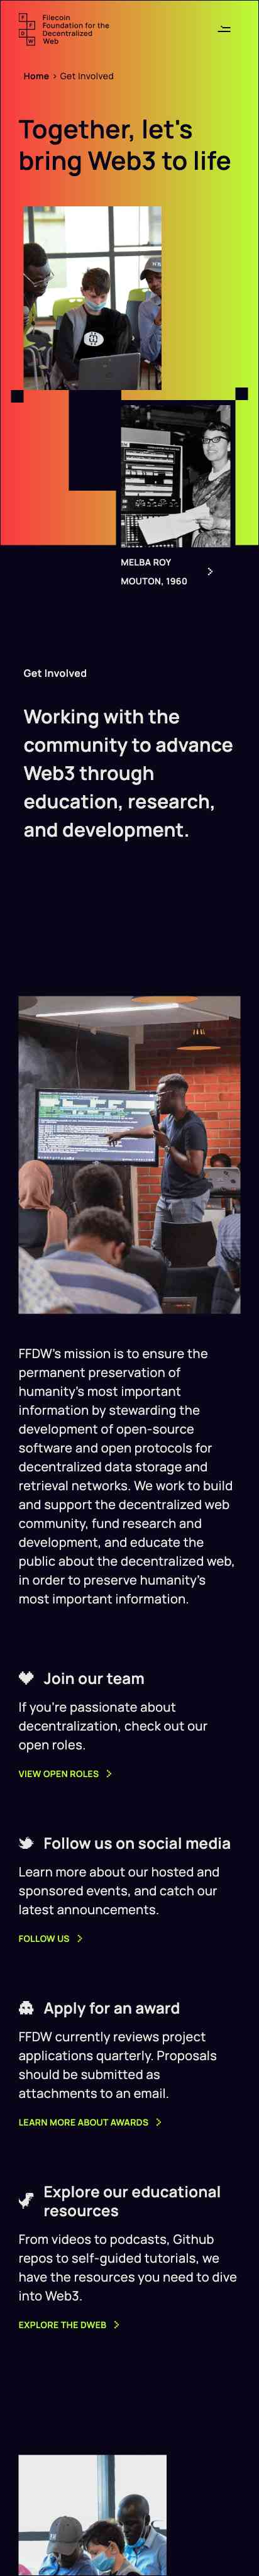 Filecoin
Foundation for the
Decentralized
Web
Home > Get involved
Together, let's
bring Web3 to life
MELBA ROY
MOUTON, 1960
Get Involved
Working with the
community to advance
Web3 through
education, research,
and development.
FFDW's mission is to ensure the
permanent preservation of
humanity's most important
information by stewarding the
development of open-source
software and open protocols for
decentralized data storage and
retrieval networks. We work to build
and support the decentralized web
community, fund research and
development, and educate the
public about the decentralized web,
in order to preserve humanity's
most important information.
Join our team
If you're passionate about
decentralization, check out our
open roles.
VIEW OPEN ROLES
Follow us on social media
Learn more about our hosted and
sponsored events, and catch our
latest announcements.
FOLLOW US
Apply for an award
FFDW currently reviews project
applications quarterly. Proposals
should be submitted as
attachments to an email.
LEARN MORE ABOUT AWARDS
Explore our educational
resources
From videos to podcasts, Github
repos to self-guided tutorials, we
have the resources you need to dive
into Web3.
EXPLORE THE DWEB